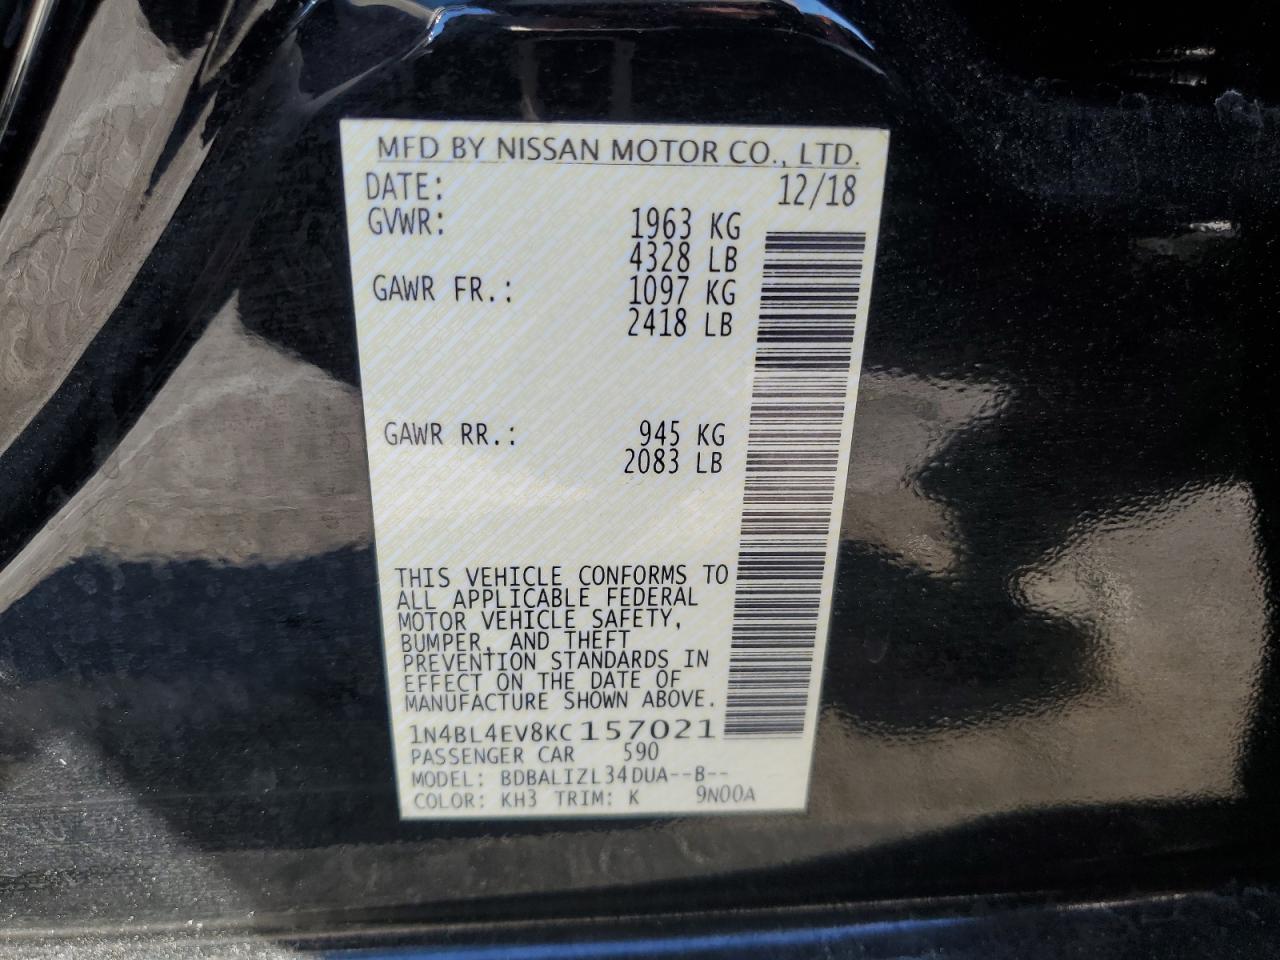 MFD BY NISSAN MOTOR CO., LTD.
DATE: 12/18
GVWR: 1963 KG
4328 LB
GAWR FR.: 1097 KG
2418 LB
GAWR RR.: 945 KG
2083 LB
THIS VEHICLE CONFORMS TO
ALL APPLICABLE FEDERAL
MOTOR VEHICLE SAFETY,
BUMPER, AND THEFT
PREVENTION STANDARDS IN
EFFECT ON THE DATE OF
MANUFACTURE SHOWN ABOVE.
1N4BL4EV8KC157021
PASSENGER CAR 590
MODEL: BDBALIZL34DUA--B--
COLOR: KH3 TRIM: K 9N00A